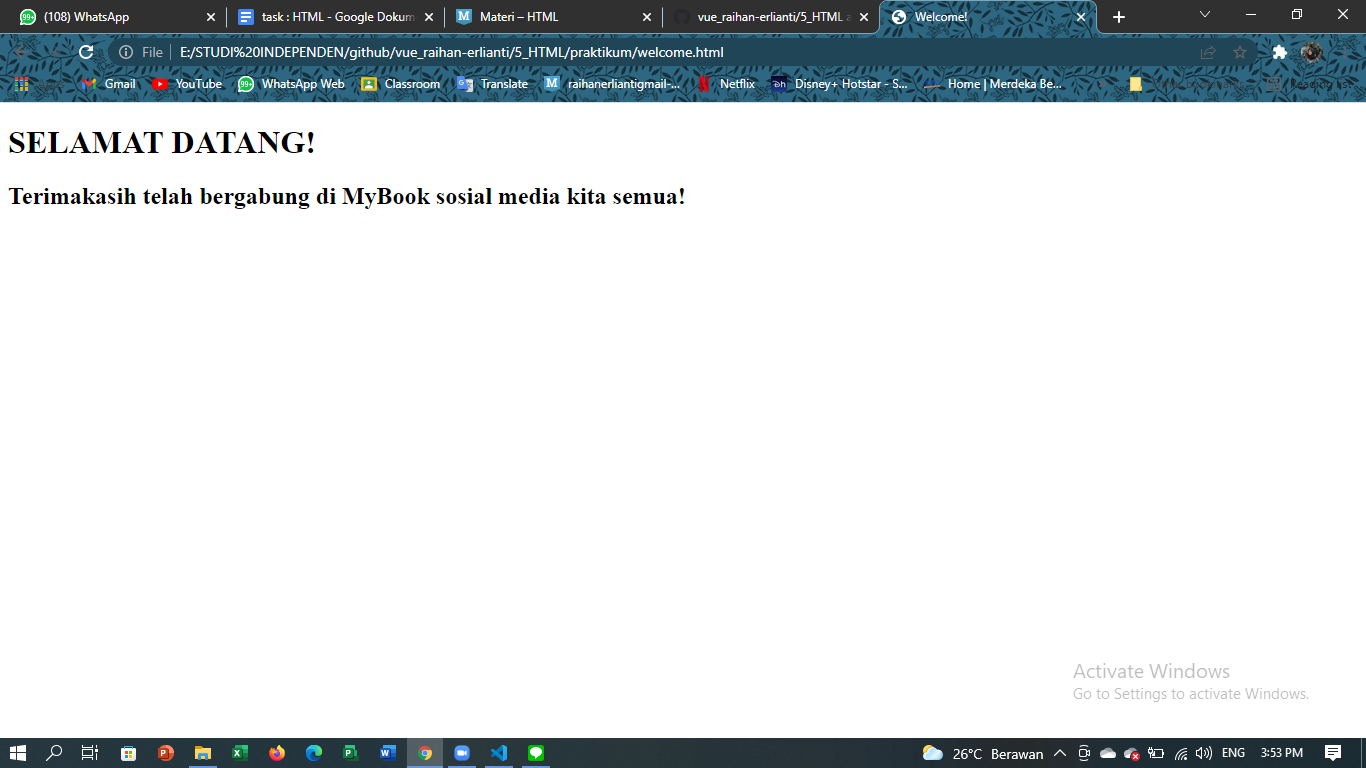 (108) WhatsApp
task : HTML - Google Dokum
Materi – HTML
vue_raihan-erlianti/5_HTML a
Welcome!
File
E:/STUDI%20INDEPENDEN/github/vue_raihan-erlianti/5_HTML/praktikum/welcome.html
Gmail
YouTube
99+
WhatsApp Web
Classroom
Translate
raihanerliantigmail-...
Netflix
Disney+ Hotstar - S...
Home | Merdeka Be...
Reading list
SELAMAT DATANG!
Terimakasih telah bergabung di MyBook sosial media kita semua!
Activate Windows
Go to Settings to activate Windows.
26°C Berawan
ENG
3:53 PM